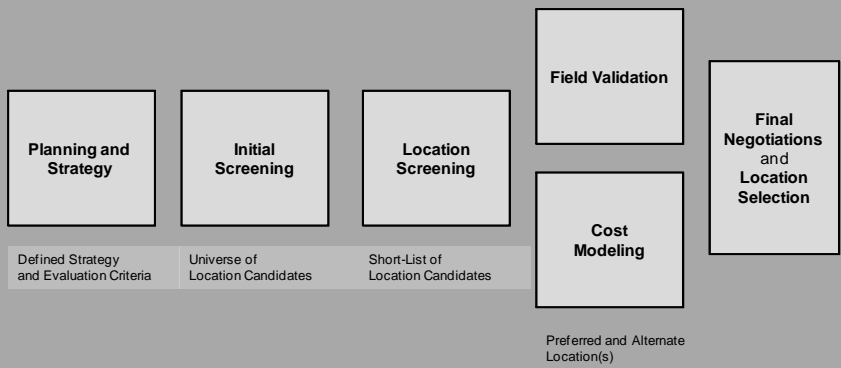 Planning and
Strategy
Initial
Screening
Location
Screening
Field Validation
Cost
Modeling
Final
Negotiations
and
Location
Selection
Defined Strategy
and Evaluation Criteria
Universe of
Location Candidates
Short-List of
Location Candidates
Preferred and Alternate
Location(s)